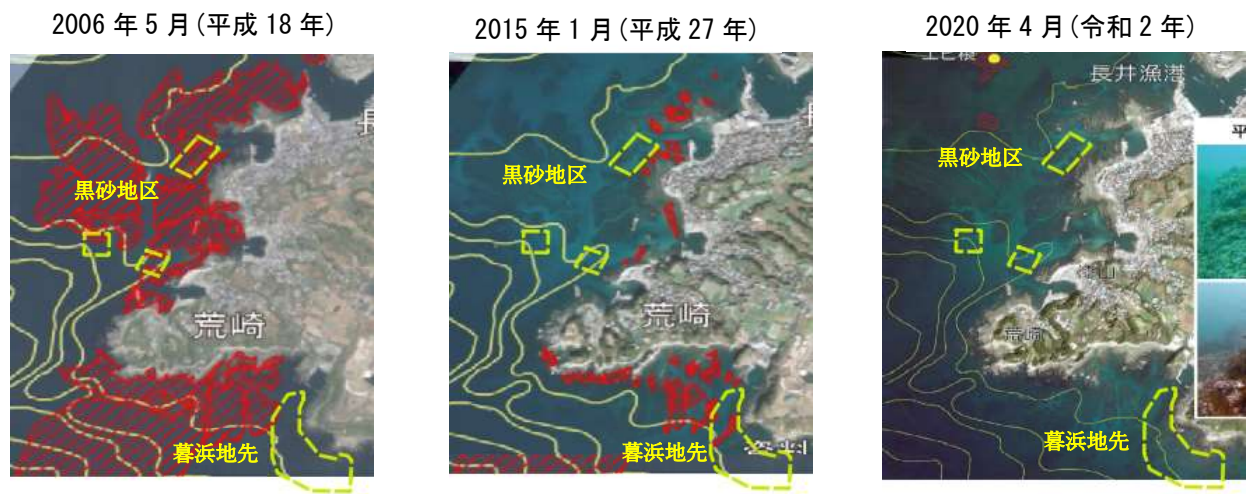 2006 年 5 月(平成 18 年)
2015 年 1 月(平成 27 年)
2020 年 4 月(令和 2 年)
黒砂地区
荒崎
暮浜地先
長
黒砂地区
荒崎
暮浜地先
長井漁港
平
黒砂地区
荒崎
暮浜地先